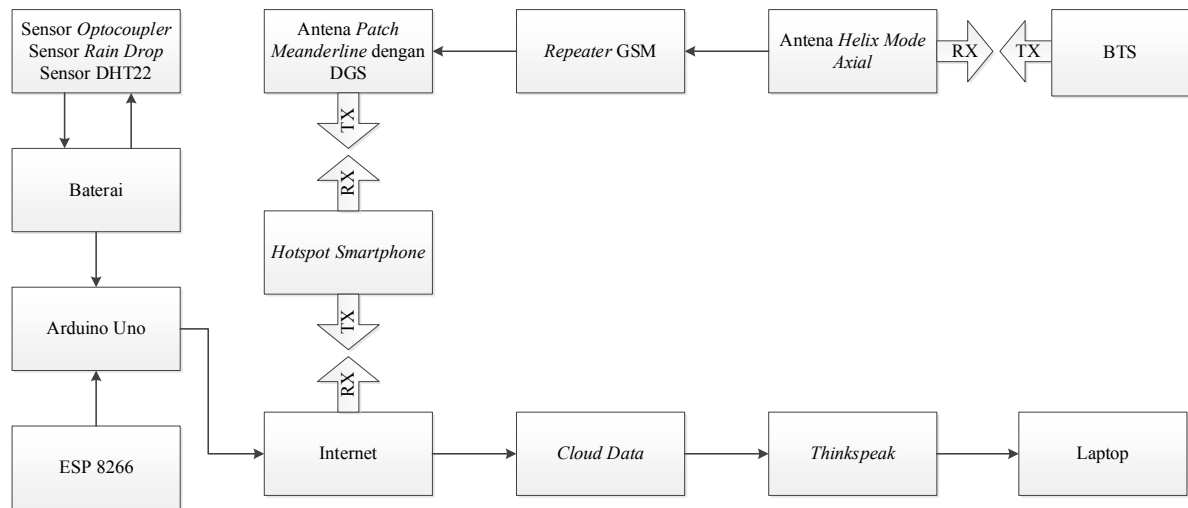 Sensor Optocoupler
Sensor Rain Drop
Sensor DHT22
Antena Patch
Meanderline dengan
DGS
Repeater GSM
Antena Helix Mode
Axial
RX
TX
BTS
TX
RX
Baterai
Hotspot Smartphone
Arduino Uno
TX
RX
ESP 8266
Internet
Cloud Data
Thinkspeak
Laptop